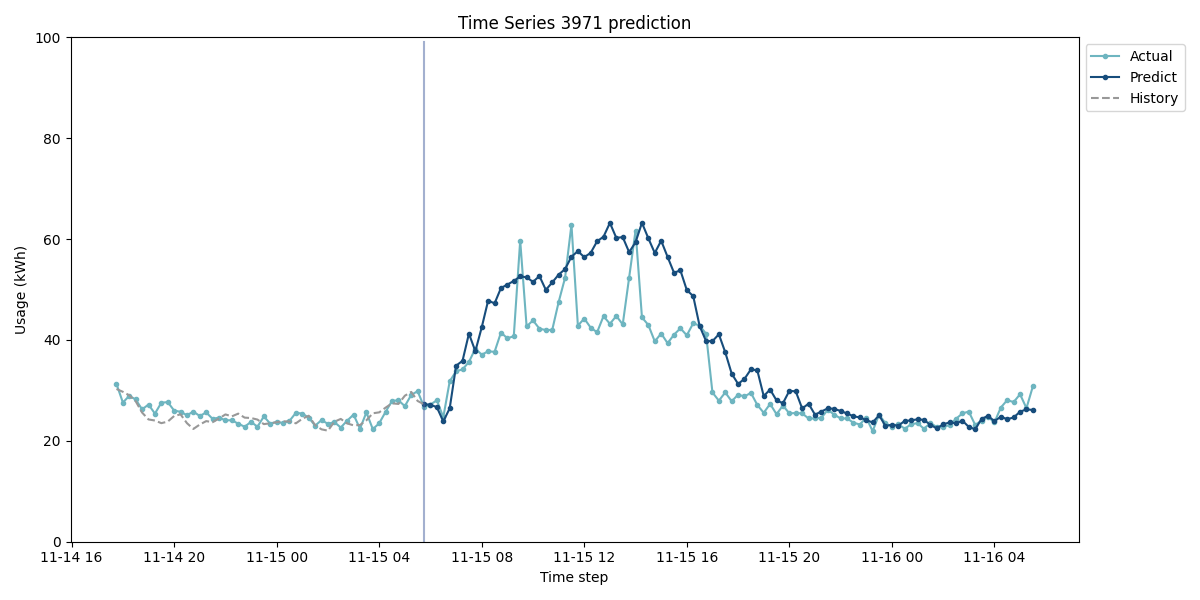 Time Series 3971 prediction
100
80
60
40
20
0
Usage (kWh)
11-14 16
11-14 20
11-15 00
11-15 04
11-15 08
11-15 12
11-15 16
11-15 20
11-16 00
11-16 04
Time step
Actual
Predict
History